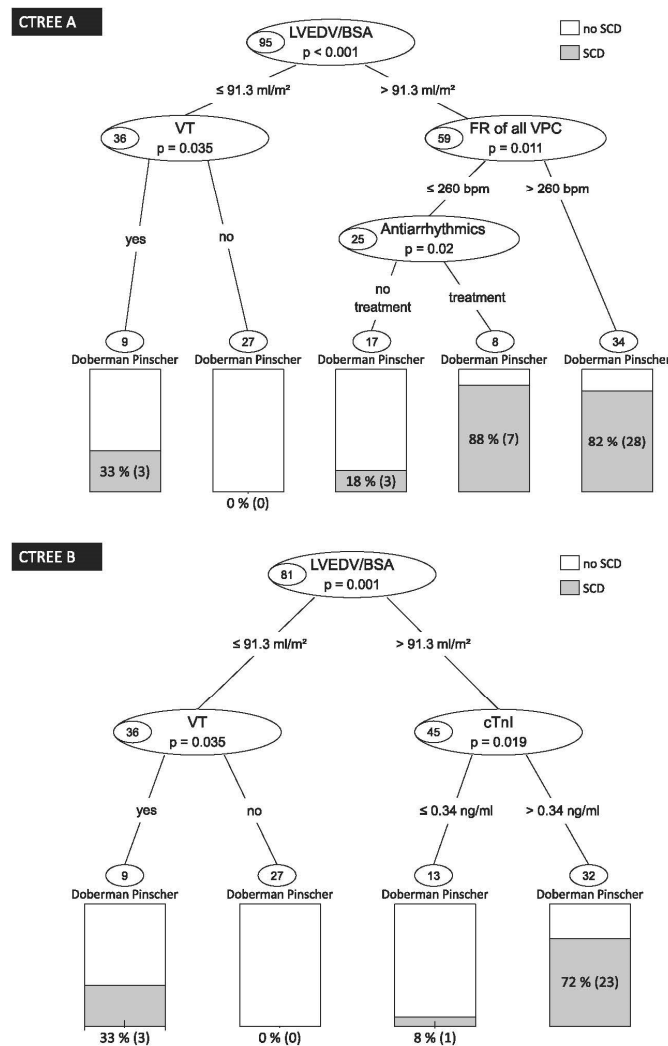 CTREE A
LVEDV/BSA
95
p < 0.001
no SCD
SCD
≤ 91.3 ml/m²
> 91.3 ml/m²
VT
36
p = 0.035
FR of all VPC
59
p = 0.011
≤ 260 bpm
> 260 bpm
Antiarrhythmics
25
p = 0.02
yes
no
no
treatment
treatment
9
27
17
8
34
Doberman Pinscher
Doberman Pinscher
Doberman Pinscher
Doberman Pinscher
Doberman Pinscher
33 % (3)
0 % (0)
18 % (3)
88 % (7)
82 % (28)
CTREE B
LVEDV/BSA
81
p = 0.001
no SCD
SCD
≤ 91.3 ml/m²
> 91.3 ml/m²
VT
36
p = 0.035
cTnI
45
p = 0.019
yes
no
≤ 0.34 ng/ml
> 0.34 ng/ml
9
27
13
32
Doberman Pinscher
Doberman Pinscher
Doberman Pinscher
Doberman Pinscher
33 % (3)
0 % (0)
8 % (1)
72 % (23)